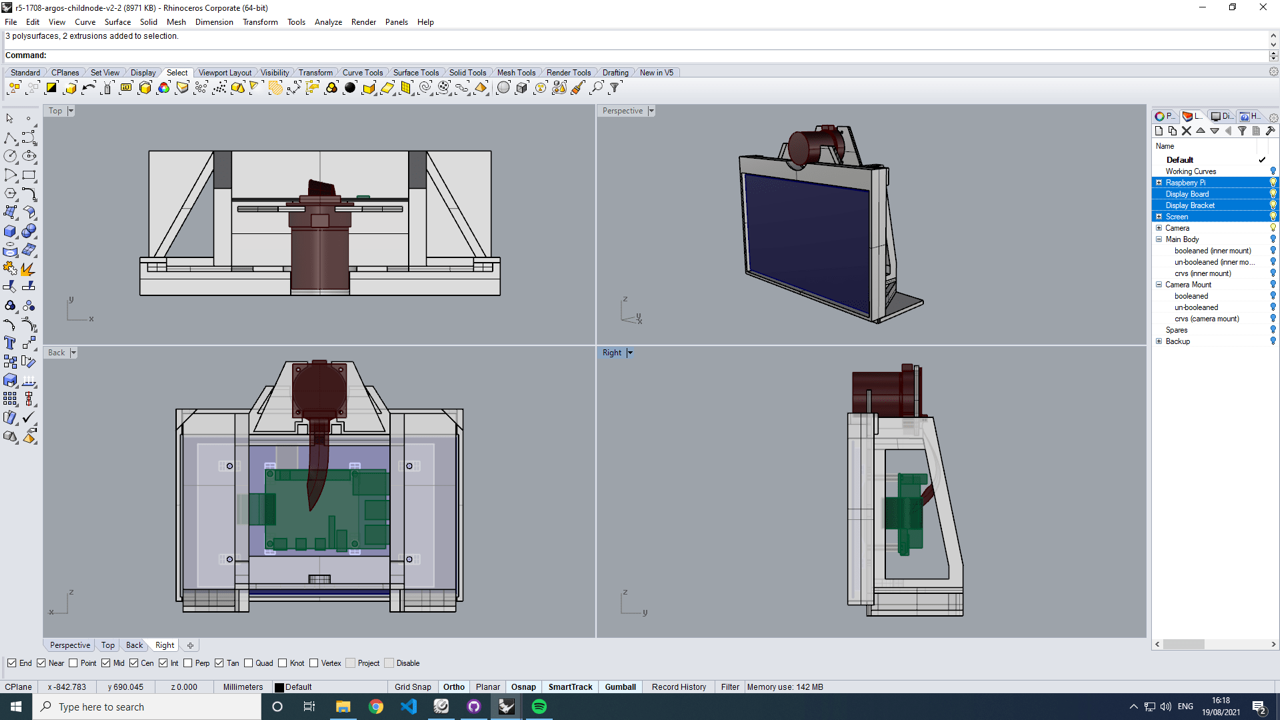 r5-1708-argos-childnode-v2-2 (8971 KB) - Rhinoceros Corporate (64-bit)
File Edit View Curve Surface Solid Mesh Dimension Transform Tools Analyze Render Panels Help
3 polysurfaces, 2 extrusions added to selection.
Command:
Standard CPlanes Set View Display Select Viewport Layout Visibility Transform Curve Tools Surface Tools Solid Tools Mesh Tools Render Tools Drafting New in V5
Top
Perspective
P... L... Di... H...
Name
Default
Working Curves
Raspberry Pi
Display Board
Display Bracket
Screen
Camera
Main Body
booleaned (inner mount)
un-booleaned (inner mo...
crvs (inner mount)
Camera Mount
booleaned
un-booleaned
crvs (camera mount)
Spares
Backup
y
x
z
y
x
Back
Right
z
x
z
y
Perspective Top Back Right
End Near Point Mid Cen Int Perp Tan Quad Knot Vertex Project Disable
CPlane x -842.783 y 690.045 z 0.000 Millimeters Default Grid Snap Ortho Planar Osnap SmartTrack Gumball Record History Filter Memory use: 142 MB
Type here to search
ENG
16:18
19/08/2021
2